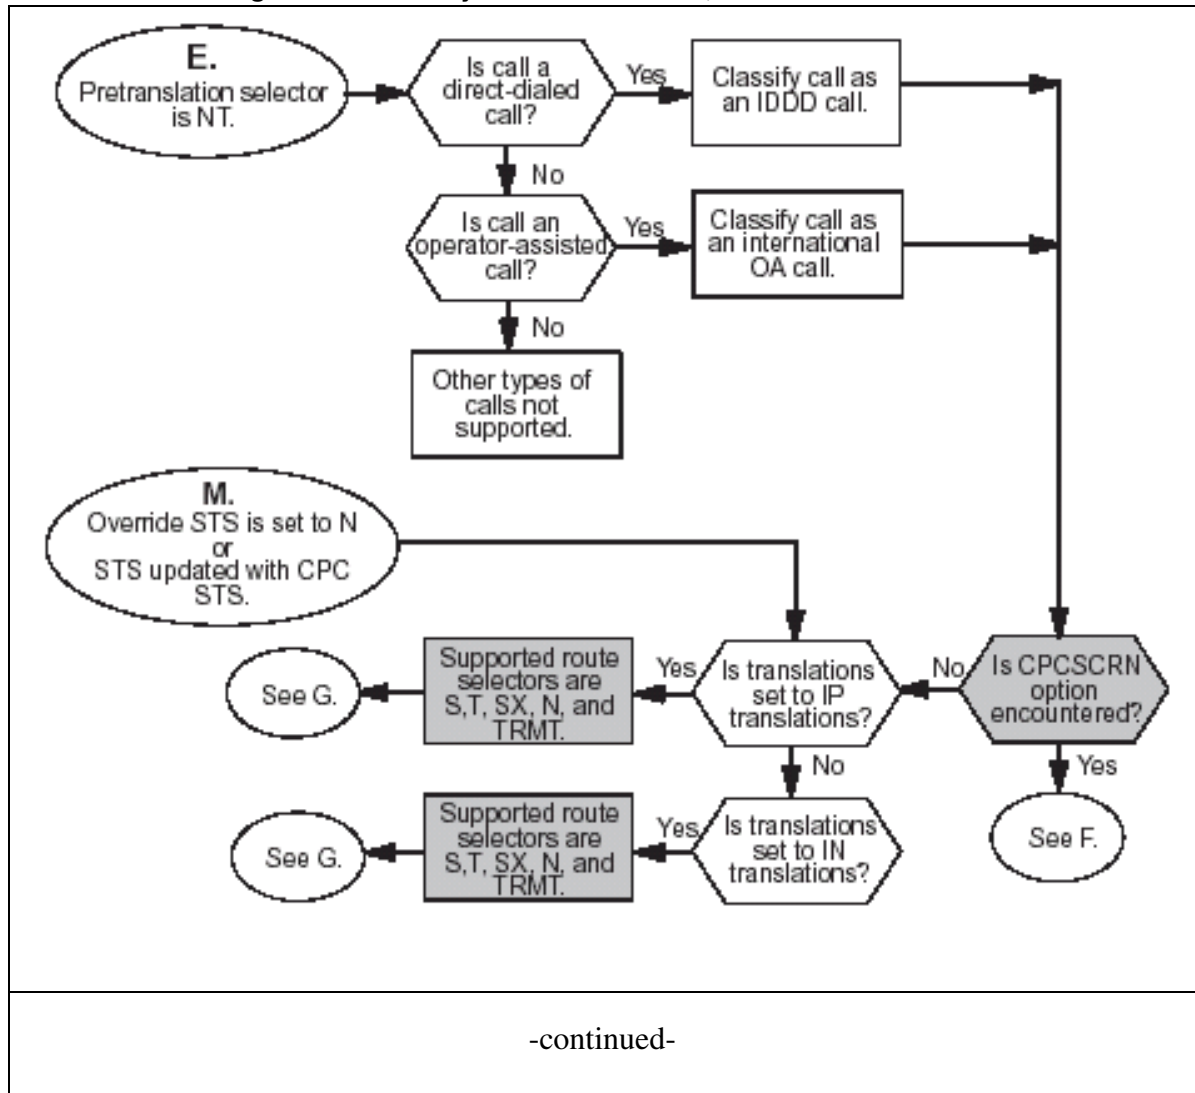 E.
Pretranslation selector
is NT.
Is call a
direct-dialed
call?
Yes
Classify call as
an IDDD call.
No
Is call an
operator-assisted
call?
Yes
Classify call as
an international
OA call.
No
Other types of
calls not
supported.
M.
Override STS is set to N
or
STS updated with CPC
STS.
See G.
Supported route
selectors are
S,T, SX, N, and
TRMT.
Yes
Is translations
set to IP
translations?
No
Is CPCSCRN
option
encountered?
No
Yes
See F.
See G.
Supported route
selectors are
S,T, SX, N, and
TRMT.
Yes
Is translations
set to IN
translations?
-continued-